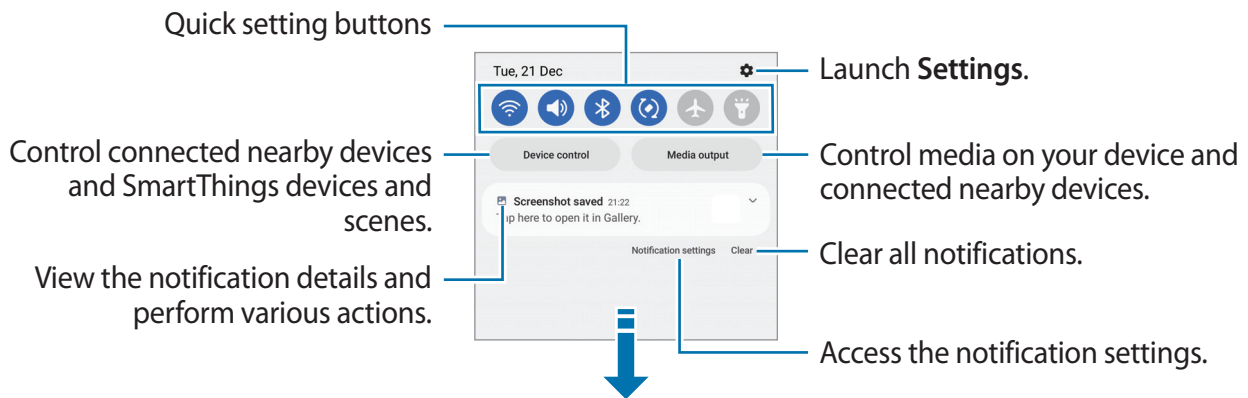 Quick setting buttons
Tue, 21 Dec
Launch Settings.
Control connected nearby devices
and SmartThings devices and
scenes.
Device control
Media output
Control media on your device and
connected nearby devices.
Screenshot saved 21:22
here to open it in Gallery.
Notification settings
Clear
Clear all notifications.
View the notification details and
perform various actions.
Access the notification settings.